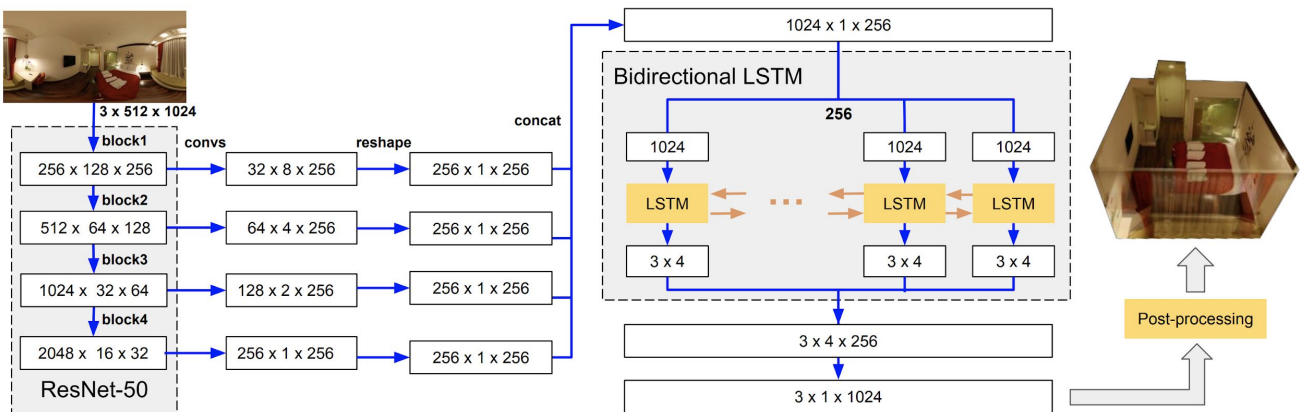 3 x 512 x 1024
block1
256 x 128 x 256
block2
512 x 64 x 128
block3
1024 x 32 x 64
block4
2048 x 16 x 32
ResNet-50
convs
32 x 8 x 256
64 x 4 x 256
128 x 2 x 256
256 x 1 x 256
reshape
256 x 1 x 256
256 x 1 x 256
256 x 1 x 256
256 x 1 x 256
concat
1024 x 1 x 256
Bidirectional LSTM
256
1024 1024 1024
LSTM ... LSTM LSTM
3 x 4 3 x 4 3 x 4
3 x 4 x 256
3 x 1 x 1024
Post-processing